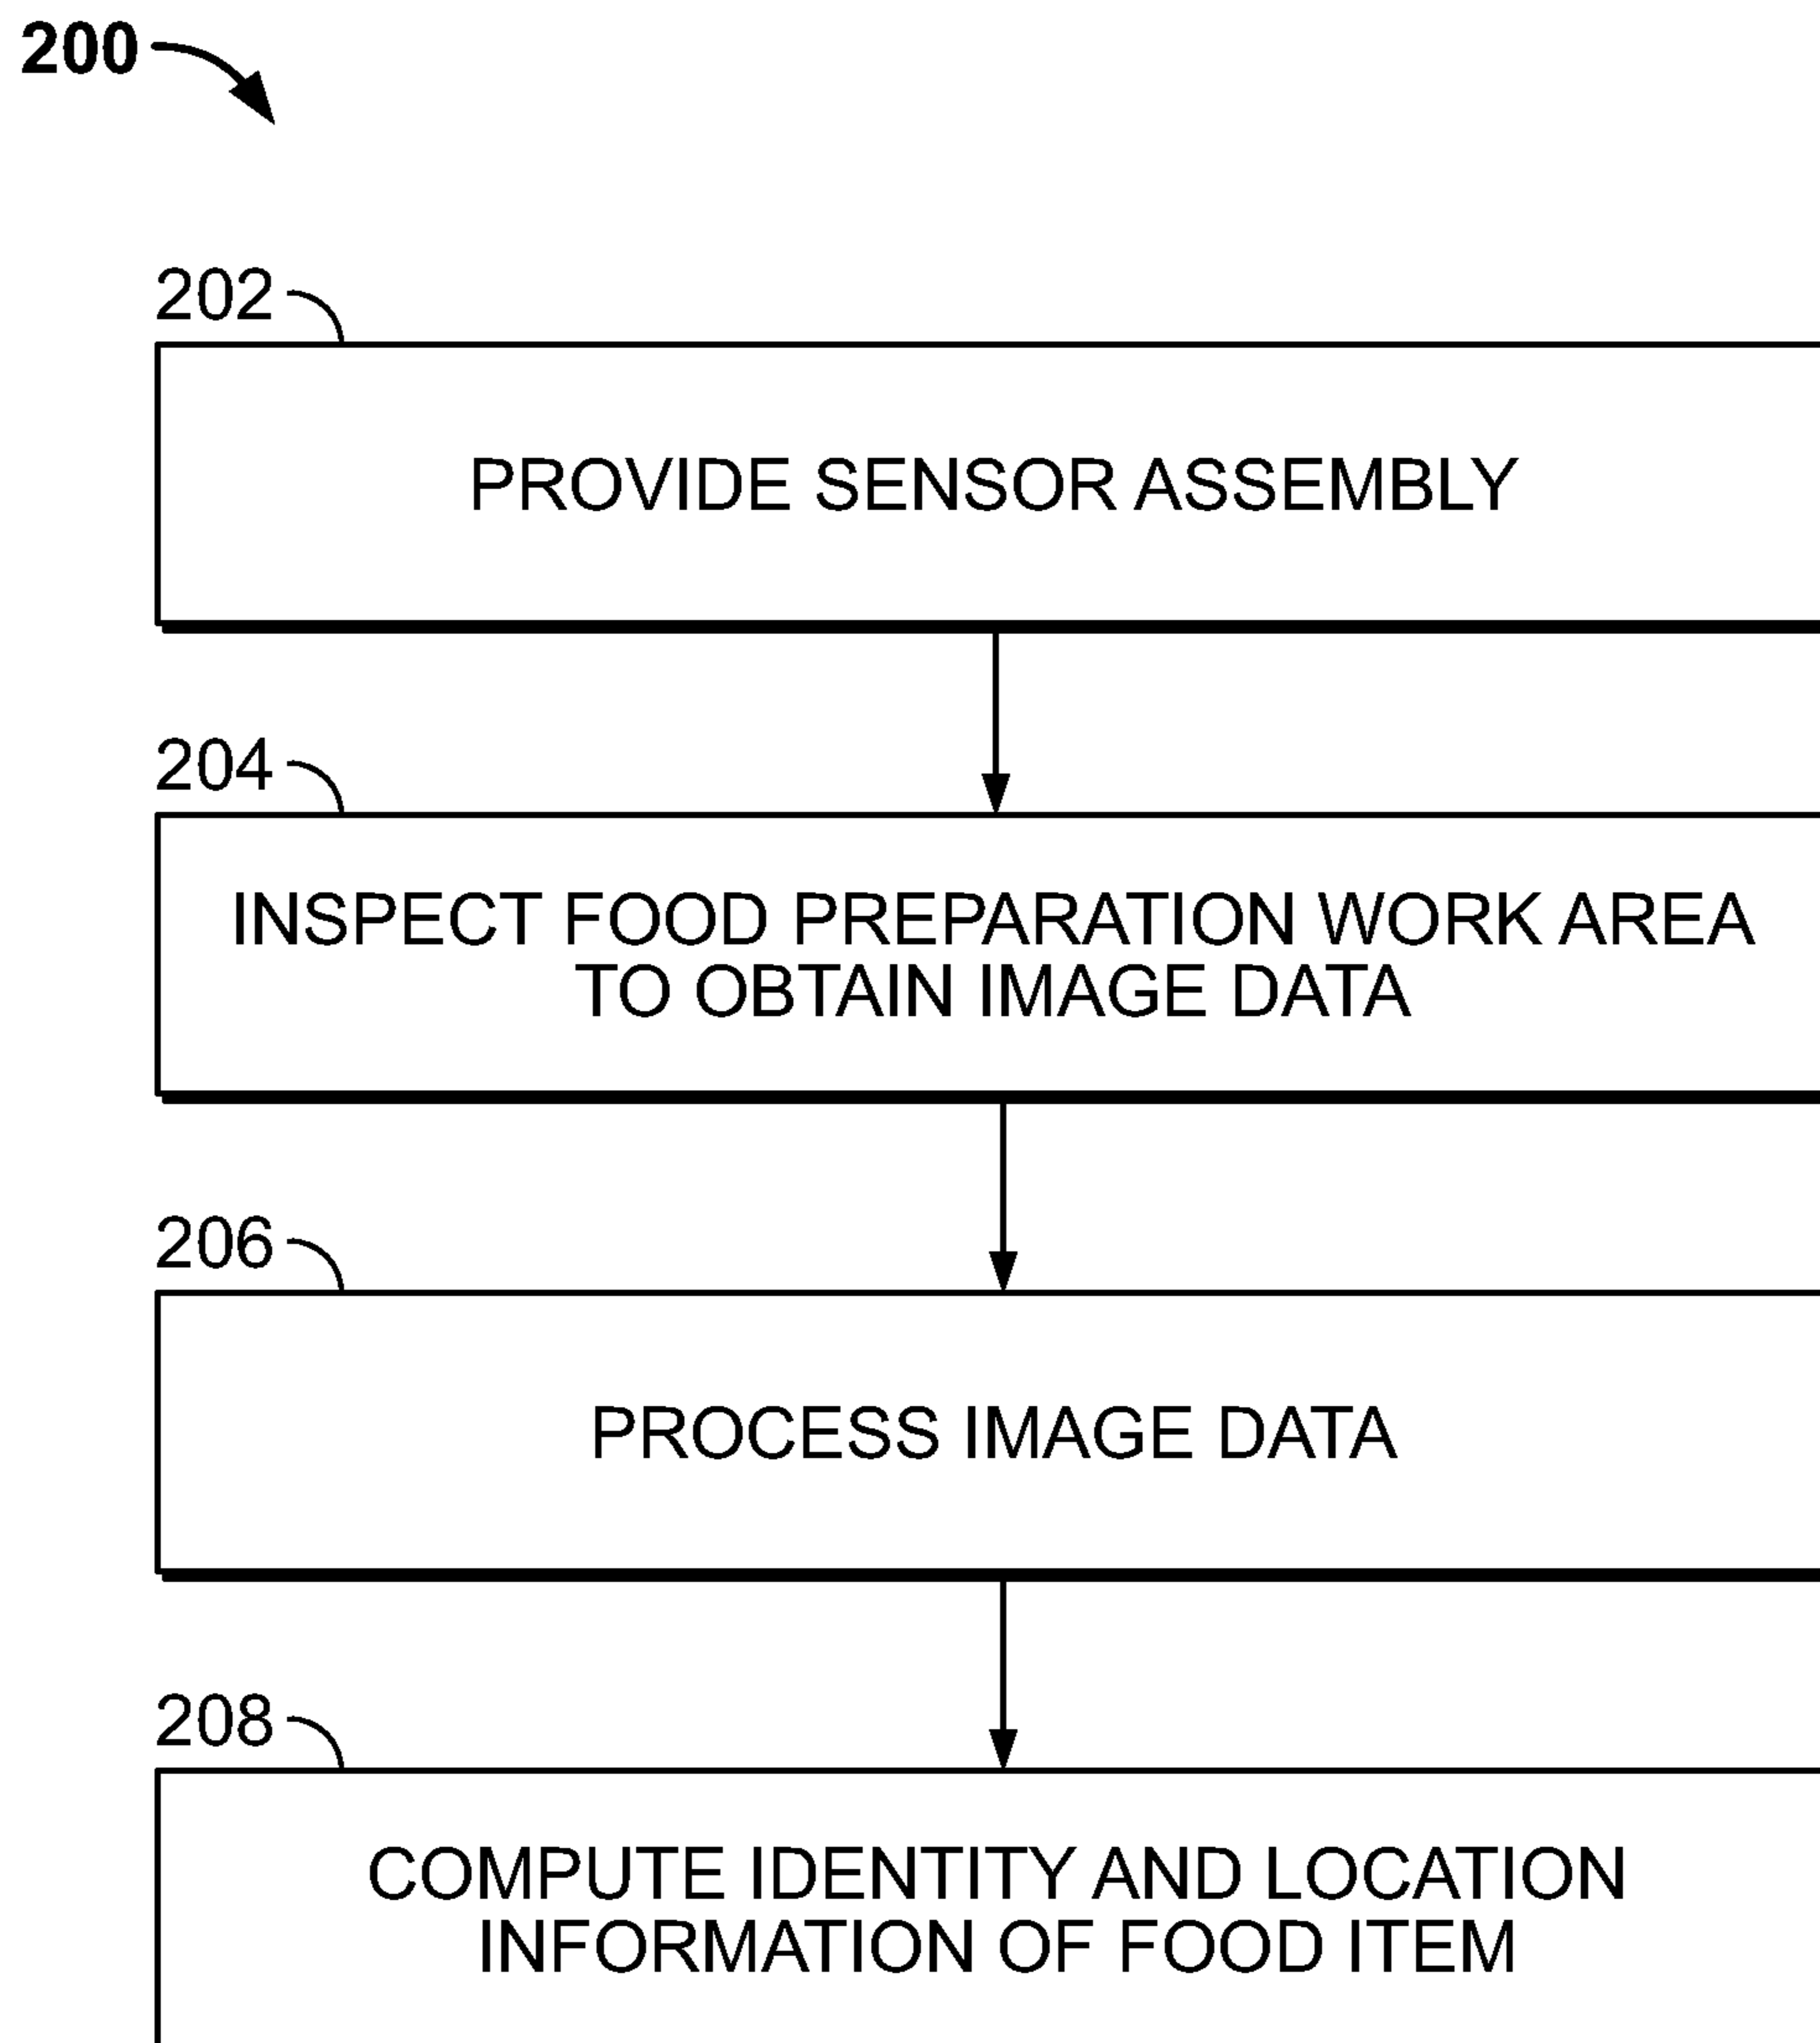 200
202
PROVIDE SENSOR ASSEMBLY
204
INSPECT FOOD PREPARATION WORK AREA
TO OBTAIN IMAGE DATA
206
PROCESS IMAGE DATA
208
COMPUTE IDENTITY AND LOCATION
INFORMATION OF FOOD ITEM